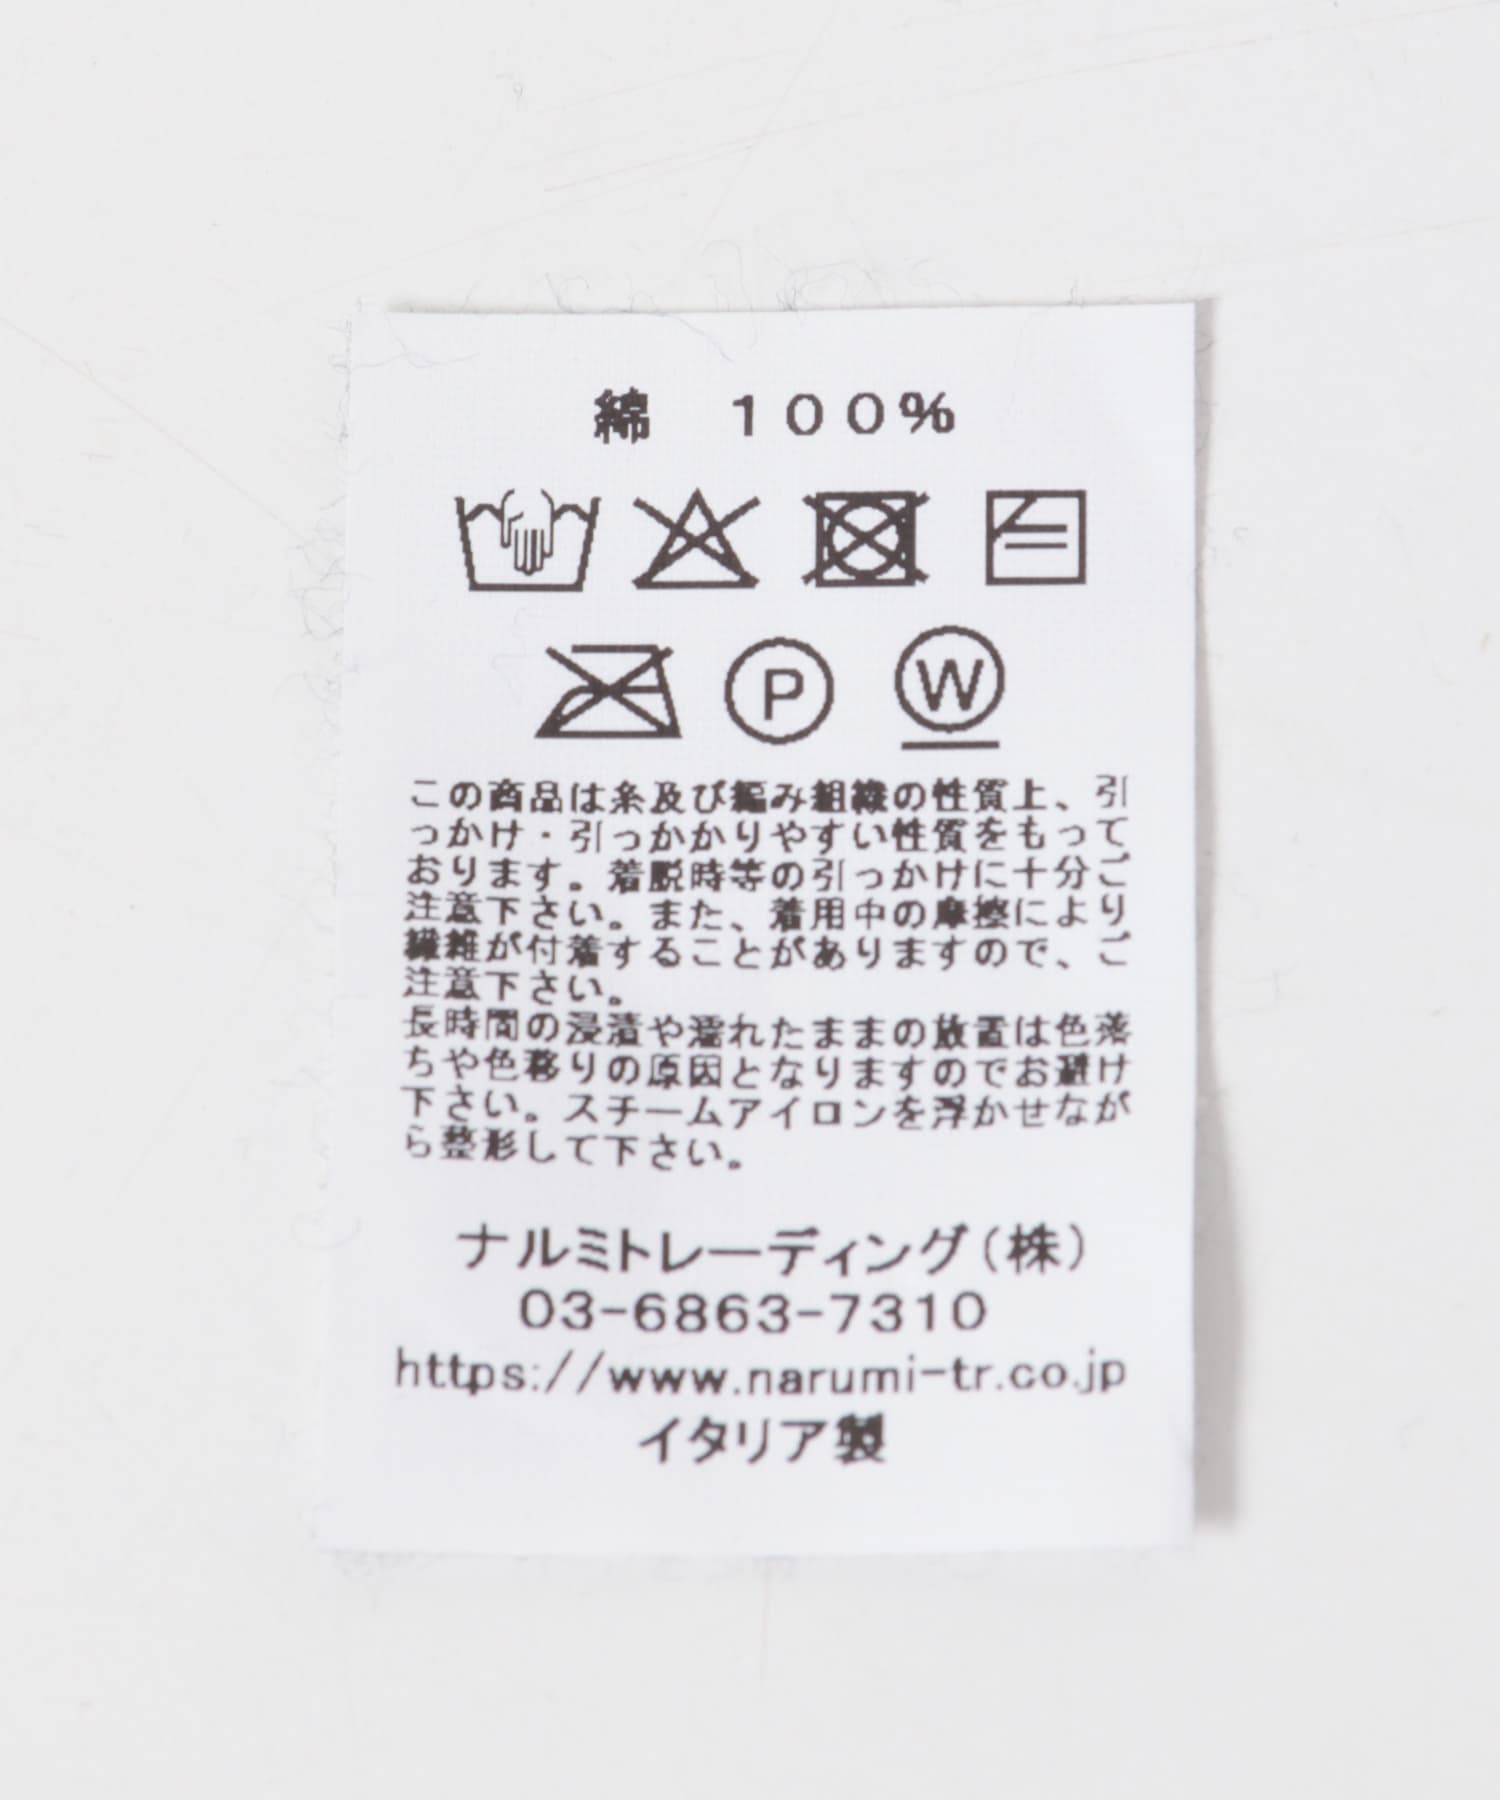 綿 100%
P W
この商品は糸及び編み組織の性質上、引
っかけ・引っかかりやすい性質をもって
おります。着脱時等の引っかけに十分ご
注意下さい。また、着用中の摩擦により
繊維が付着することがありますので、ご
注意下さい。
長時間の浸漬や濡れたままの放置は色落
ちや色移りの原因となりますのでお避け
下さい。スチームアイロンを浮かせなが
ら整形して下さい。
ナルミトレーディング(株)
03-6863-7310
https://www.narumi-tr.co.jp
イタリア製